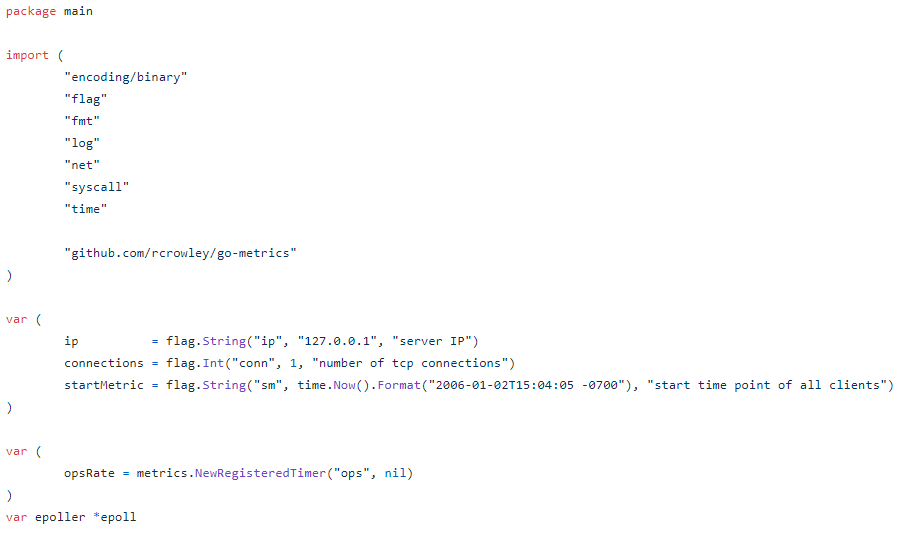 package main
import (
"encoding/binary"
"flag"
"fmt"
"log"
"net"
"syscall"
"time"
"github.com/rcrowley/go-metrics"
)
var (
ip = flag.String("ip", "127.0.0.1", "server IP")
connections = flag.Int("conn", 1, "number of tcp connections")
startMetric = flag.String("sm", time.Now().Format("2006-01-02T15:04:05 -0700"), "start time point of all clients")
)
var (
opsRate = metrics.NewRegisteredTimer("ops", nil)
)
var epoller *epoll